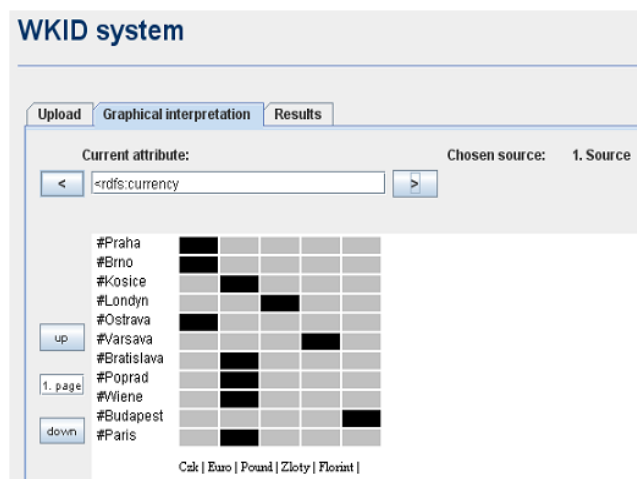 WKID system
Upload Graphical interpretation Results
Current attribute: Chosen source: 1. Source
< <rdfs:currency >
#Praha
#Brno
#Kosice
#Londyn
#Ostrava
up #Varsava
#Bratislava
1. page #Poprad
#Wiene
#Budapest
down #Paris
Czk | Euro | Pound | Zloty | Florint |